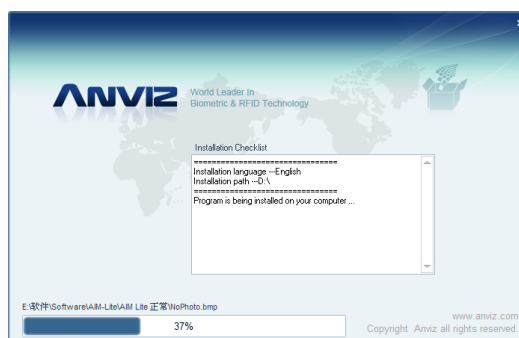 ANVIZ
World Leader In
Biometric & RFID Technology
Installation Checklist
================================
Installation language ---English
Installation path ---D:\
================================
Program is being installed on your computer ...
E:\软件\Software\AIM-Lite\AIM Lite 正常\NoPhoto.bmp
37%
www.anviz.com
Copyright Anviz all rights reserved.